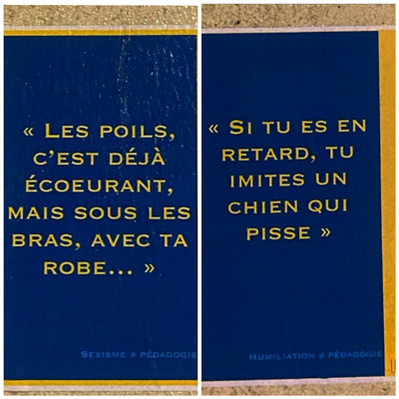 « Les poils,
c'est déjà
écoeurant,
mais sous les
bras, avec ta
robe... »
Sexisme ≠ pédagogie
« Si tu es en
retard, tu
imites un
chien qui
pisse »
Humiliation ≠ pédagogie